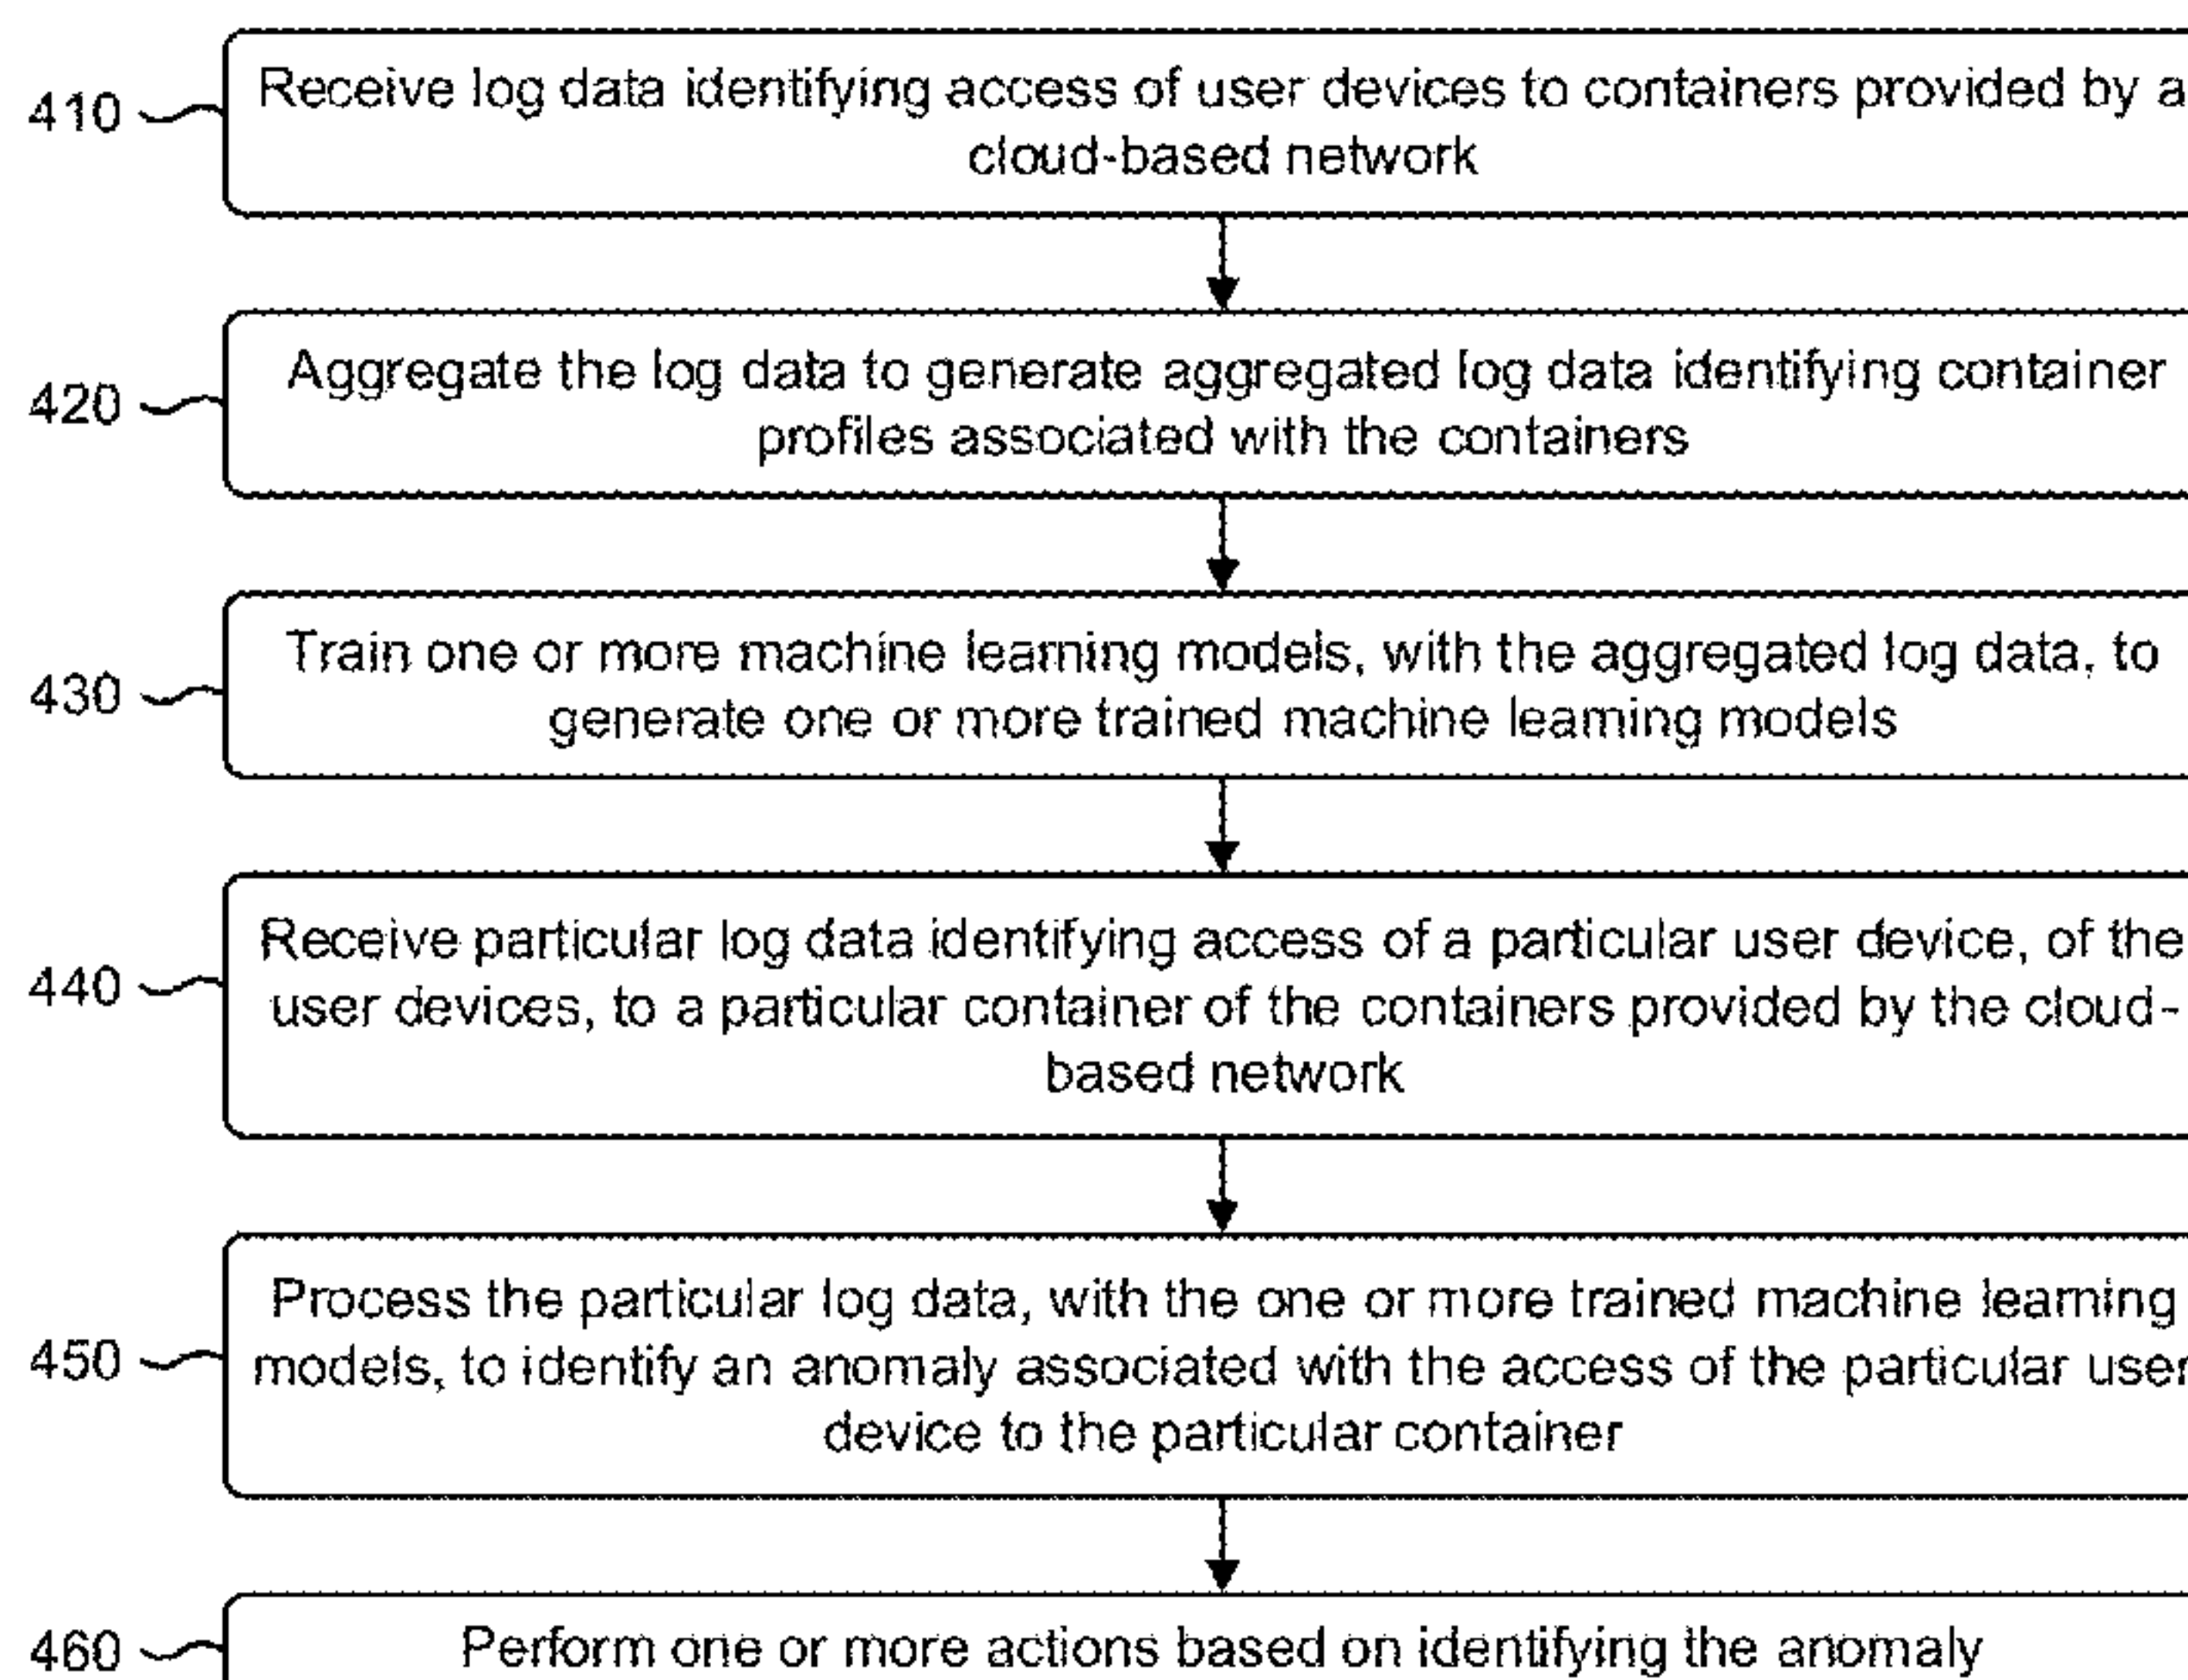 410
Receive log data identifying access of user devices to containers provided by a
cloud-based network
420
Aggregate the log data to generate aggregated log data identifying container
profiles associated with the containers
430
Train one or more machine learning models, with the aggregated log data, to
generate one or more trained machine learning models
440
Receive particular log data identifying access of a particular user device, of the
user devices, to a particular container of the containers provided by the cloud-
based network
450
Process the particular log data, with the one or more trained machine learning
models, to identify an anomaly associated with the access of the particular user
device to the particular container
460
Perform one or more actions based on identifying the anomaly